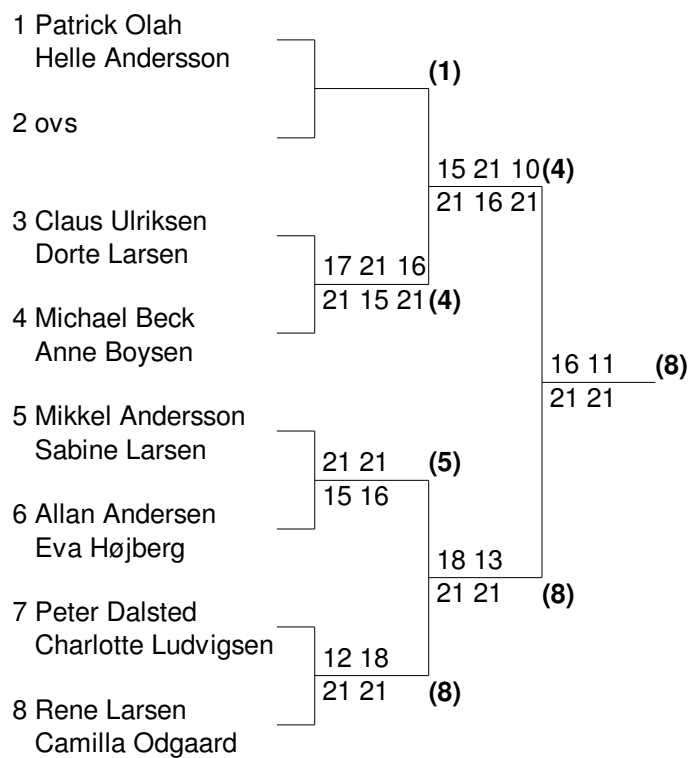 1 Patrick Olah
Helle Andersson
(1)
2 ovs
15 21 10 (4)
21 16 21
3 Claus Ulriksen
Dorte Larsen
17 21 16
21 15 21 (4)
4 Michael Beck
Anne Boysen
16 11 (8)
21 21
5 Mikkel Andersson
Sabine Larsen
21 21 (5)
15 16
6 Allan Andersen
Eva Højberg
18 13
21 21 (8)
7 Peter Dalsted
Charlotte Ludvigsen
12 18
21 21 (8)
8 Rene Larsen
Camilla Odgaard